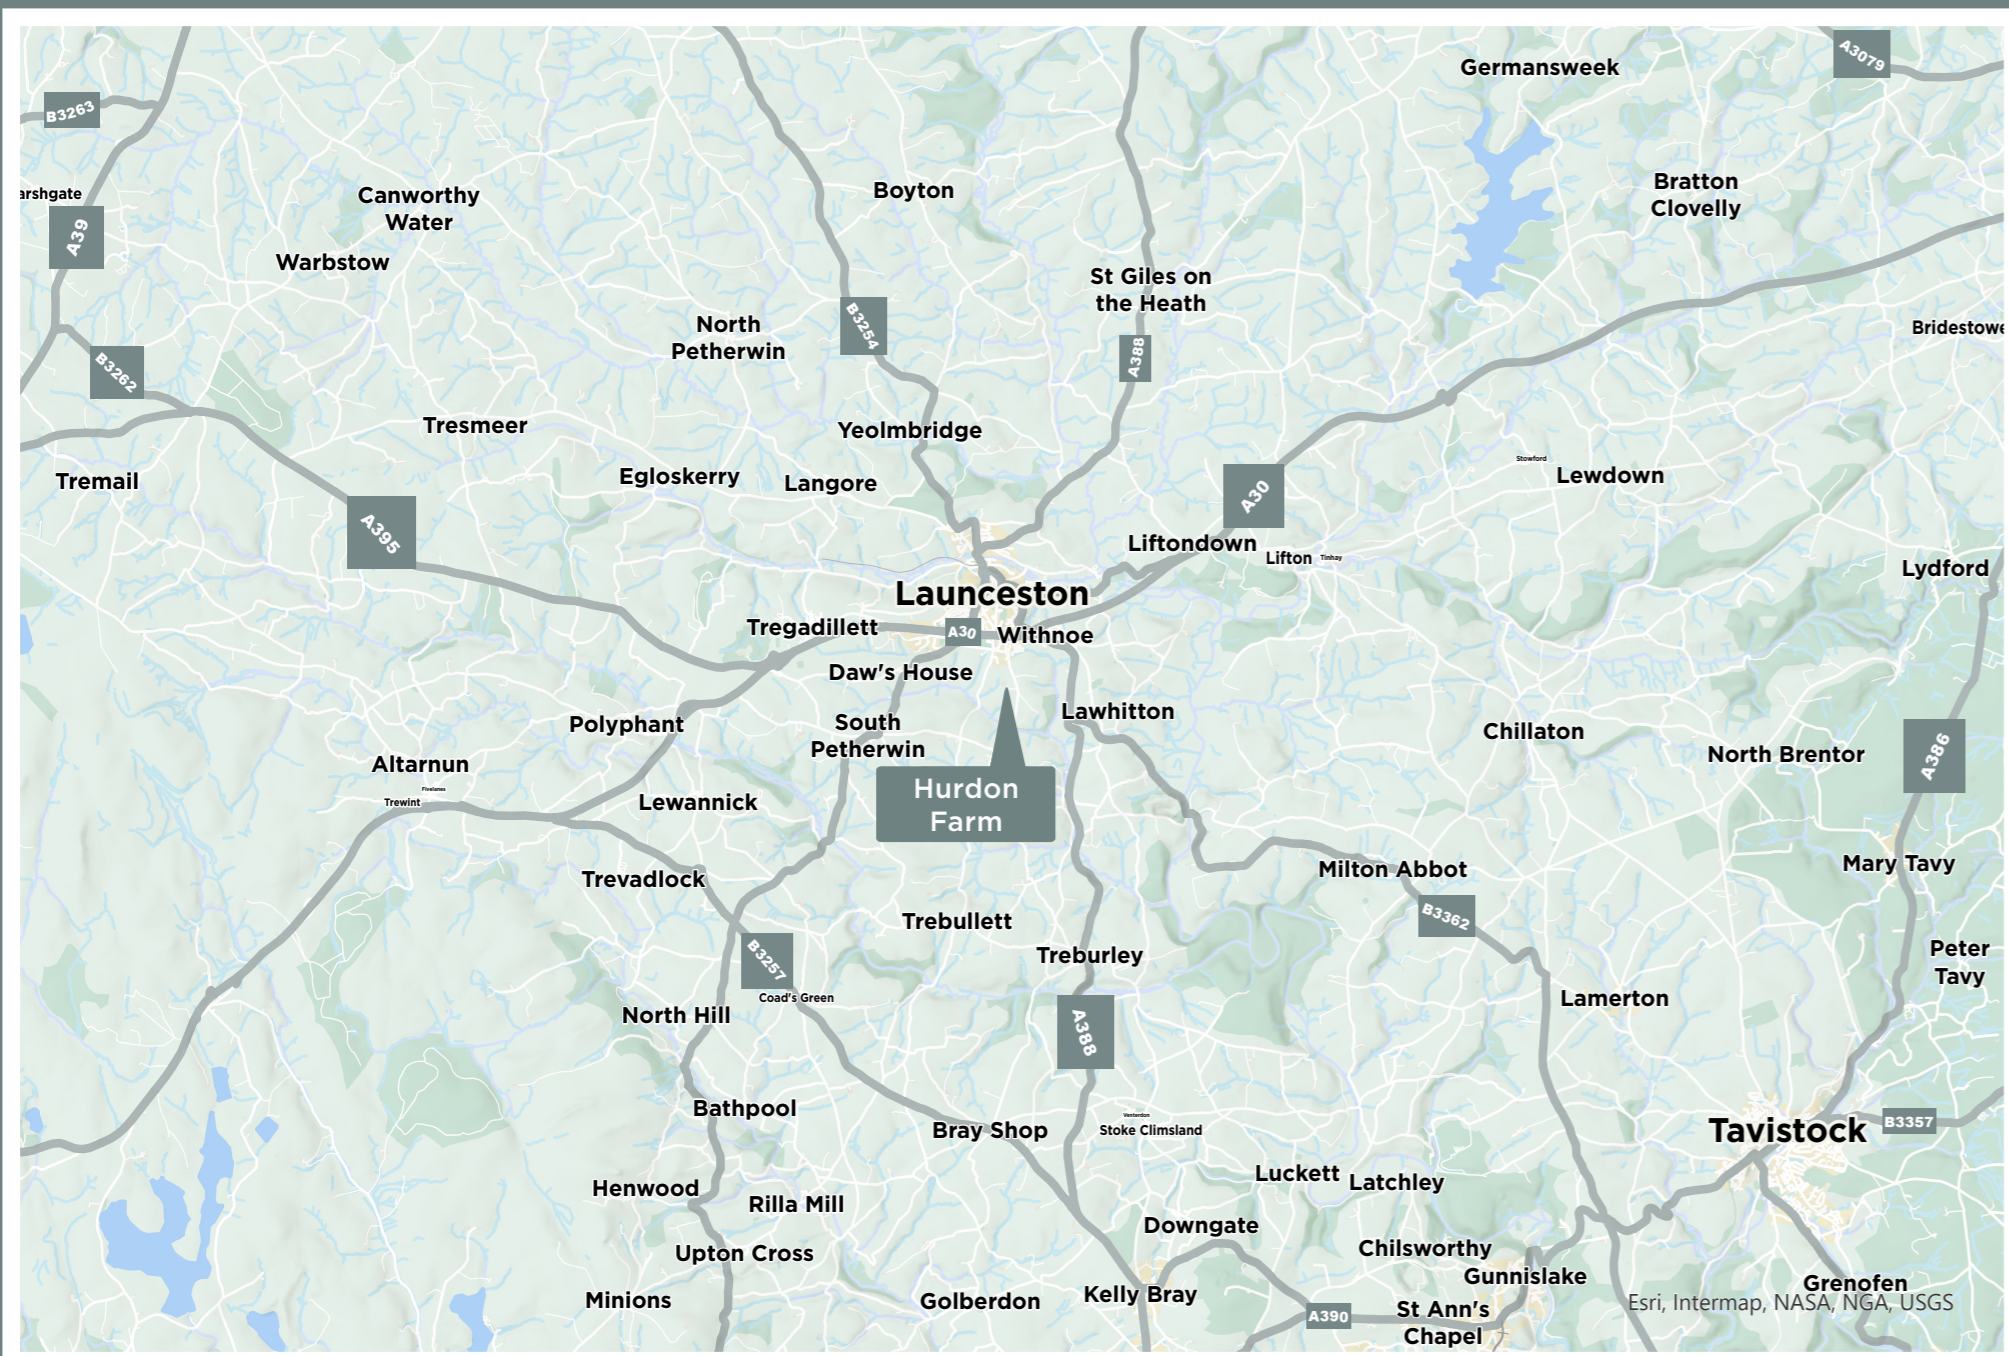 Germansweek
A3079
B3263
arshgate
Canworthy
Water
Boyton
Bratton
Clovelly
A39
Warbstow
St Giles on
the Heath
North
Petherwin
B3254
Bridestowe
A388
B3262
Tresmeer
Yeolmbridge
Stowford
Tremail
Egloskerry
Langore
Lewdown
A30
A395
Liftondown
Lifton
Tinhay
Lydford
Launceston
Tregadillett
A30
Withnoe
Daw's House
Lawhitton
Polyphant
South
Petherwin
Chillaton
North Brentor
A386
Altarnun
Fivelanes
Trewint
Lewannick
Hurdon
Farm
Mary Tavy
Milton Abbot
Trevadlock
B3362
Trebullett
Treburley
Peter
Tavy
B3257
Coad's Green
Lamerton
North Hill
A388
Bathpool
Venterdon
Stoke Climsland
Bray Shop
Tavistock
B3357
Luckett
Latchley
Henwood
Rilla Mill
Downgate
Upton Cross
Chilsworthy
Gunnislake
Grenofen
Minions
Golberdon
Kelly Bray
A390
St Ann's
Chapel
Esri, Intermap, NASA, NGA, USGS